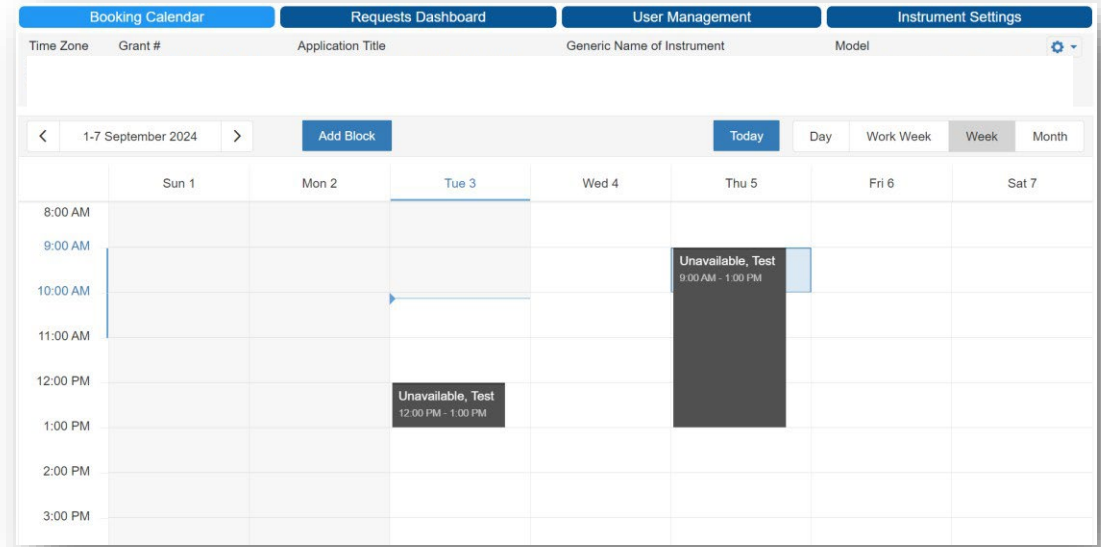 Booking Calendar Requests Dashboard User Management Instrument Settings
Time Zone Grant # Application Title Generic Name of Instrument Model
1-7 September 2024 Add Block Today Day Work Week Week Month
Sun 1 Mon 2 Tue 3 Wed 4 Thu 5 Fri 6 Sat 7
8:00 AM
9:00 AM
Unavailable, Test
9:00 AM - 1:00 PM
10:00 AM
11:00 AM
12:00 PM
Unavailable, Test
12:00 PM - 1:00 PM
1:00 PM
2:00 PM
3:00 PM